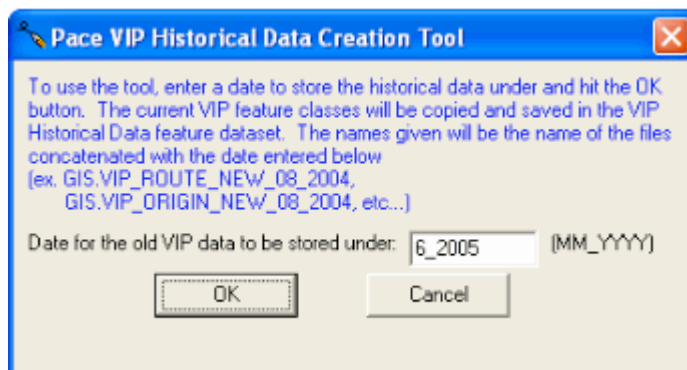 Pace VIP Historical Data Creation Tool
To use the tool, enter a date to store the historical data under and hit the OK
button. The current VIP feature classes will be copied and saved in the VIP
Historical Data feature dataset. The names given will be the name of the files
concatenated with the date entered below
(ex. GIS.VIP_ROUTE_NEW_08_2004,
GIS.VIP_ORIGIN_NEW_08_2004, etc...)
Date for the old VIP data to be stored under: 6_2005 (MM_YYYY)
OK Cancel